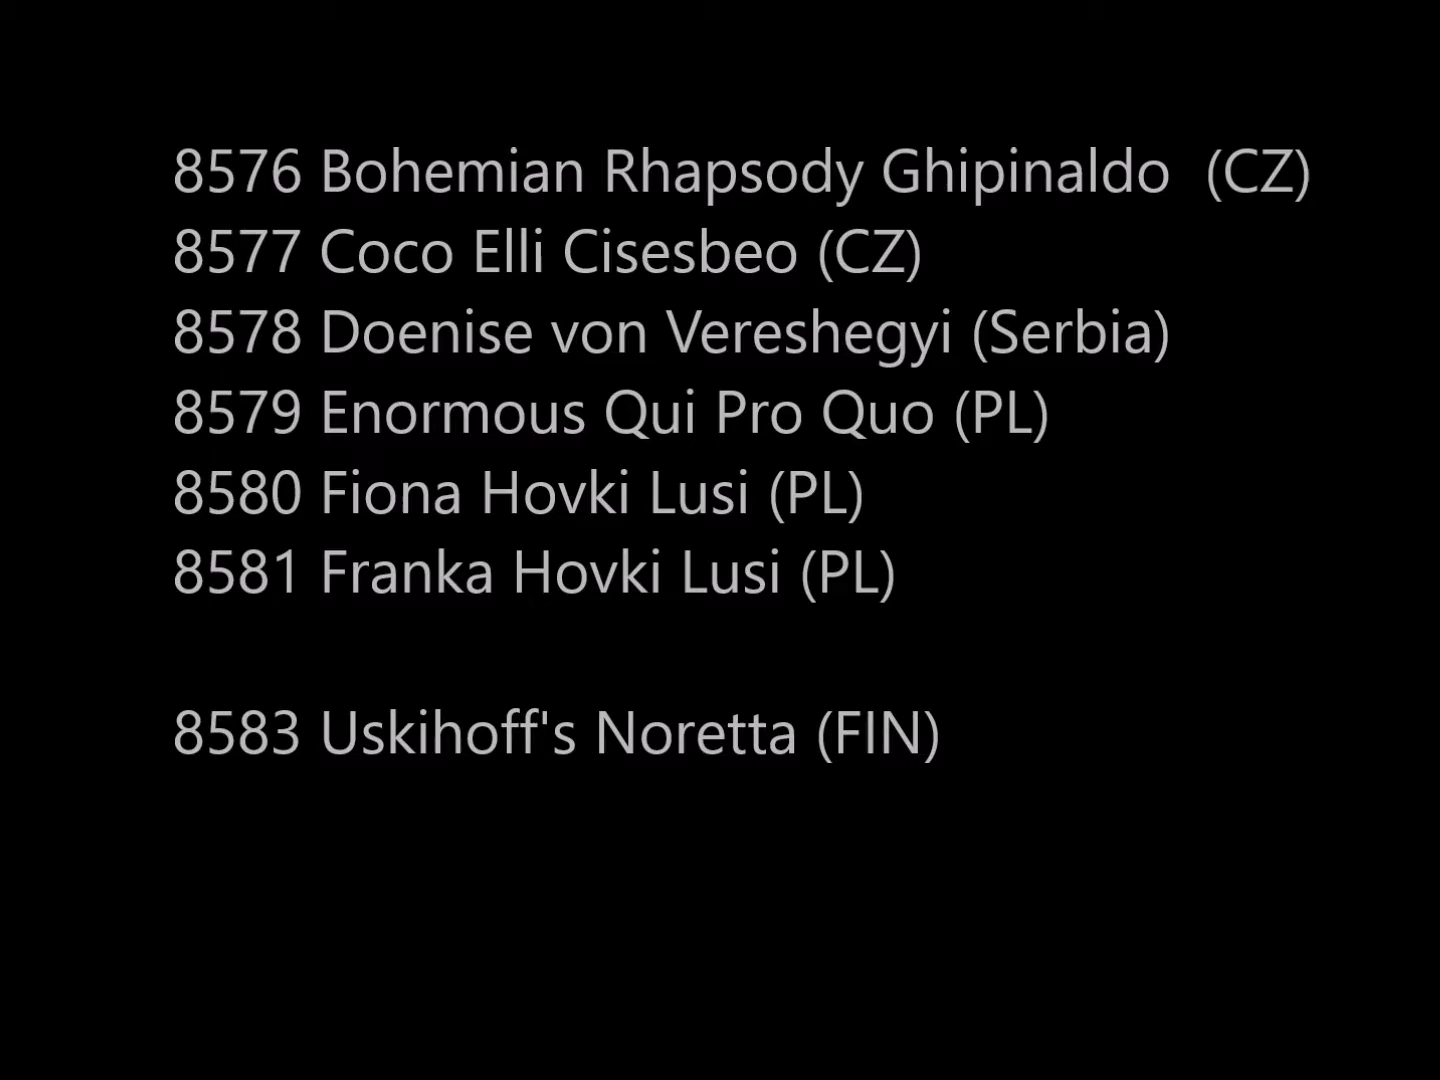 8576 Bohemian Rhapsody Ghipinaldo  (CZ)
8577 Coco Elli Cisesbeo (CZ)
8578 Doenise von Vereshegyi (Serbia)
8579 Enormous Qui Pro Quo (PL)
8580 Fiona Hovki Lusi (PL)
8581 Franka Hovki Lusi (PL)
8583 Uskihoff's Noretta (FIN)